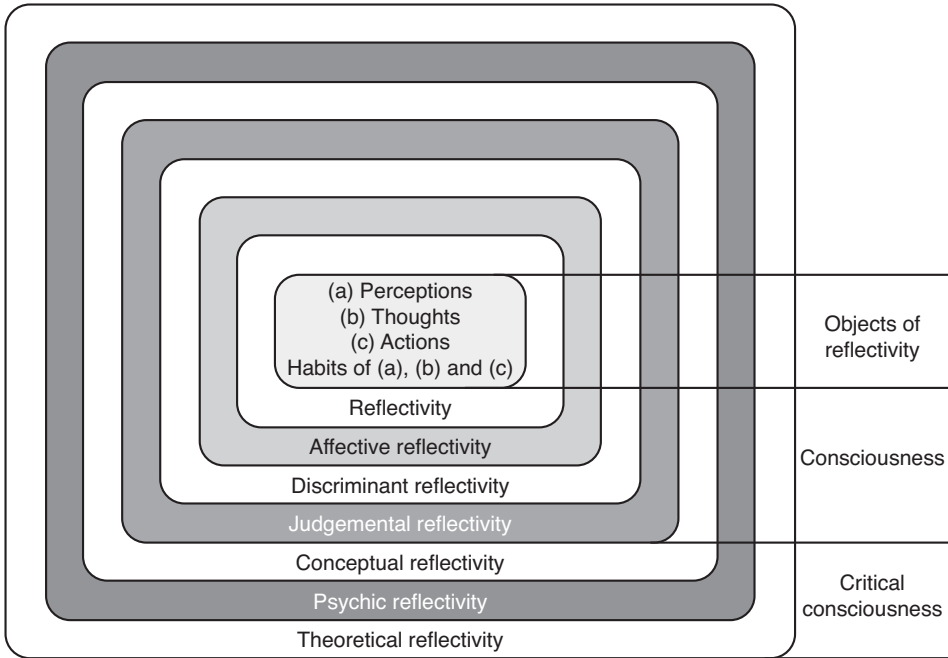 (a) Perceptions
(b) Thoughts
(c) Actions
Habits of (a), (b) and (c)
Reflectivity
Affective reflectivity
Discriminant reflectivity
Judgemental reflectivity
Conceptual reflectivity
Psychic reflectivity
Theoretical reflectivity
Objects of
reflectivity
Consciousness
Critical
consciousness